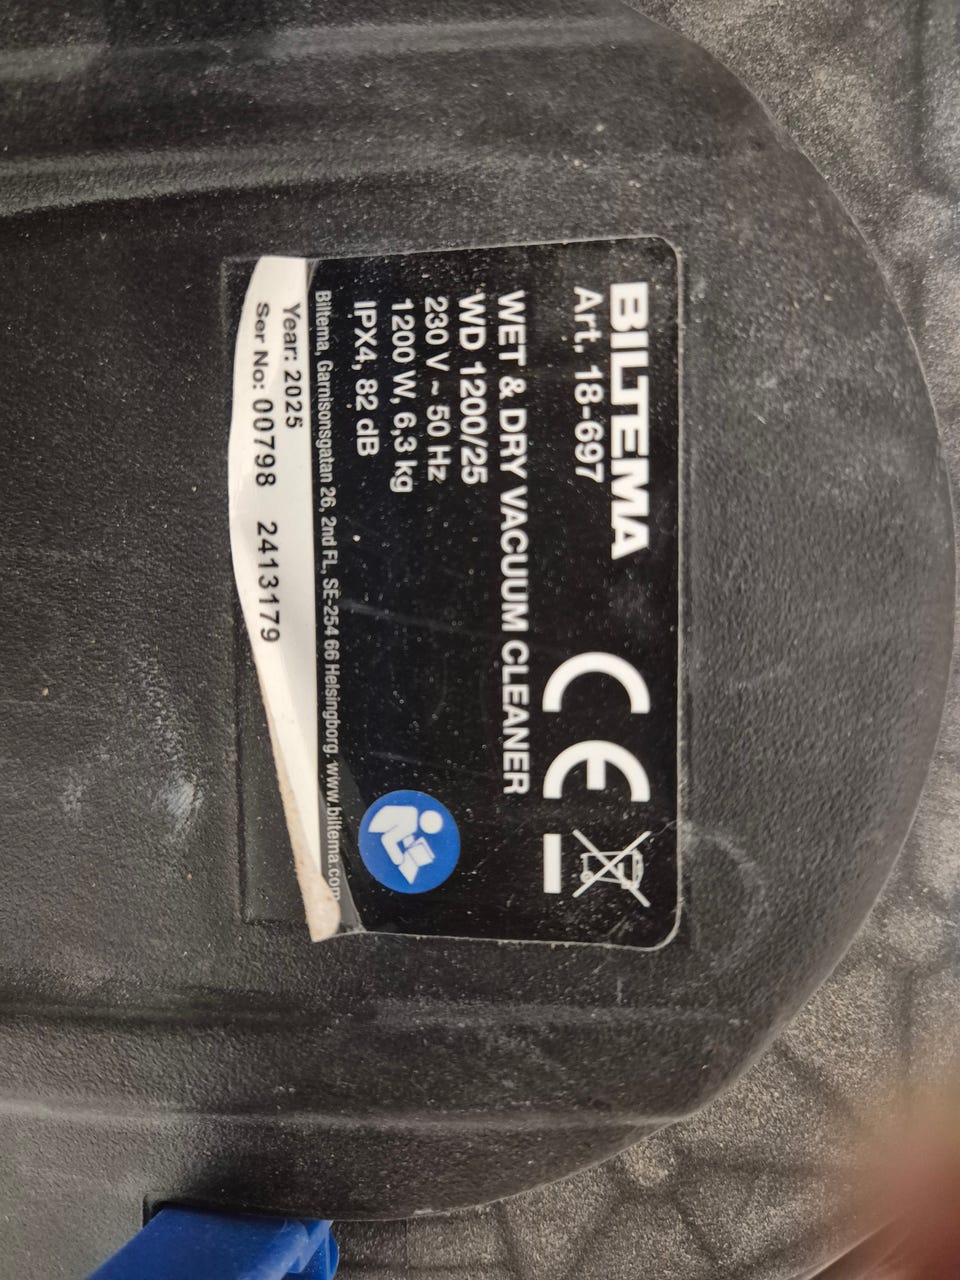 BILTEMA
Art. 18-697
WET & DRY VACUUM CLEANER
WD 1200/25
230 V ~ 50 Hz
1200 W, 6,3 kg
IPX4, 82 dB
Biltema, Garnisonsgatan 26, 2nd FL, SE-254 66 Helsingborg. www.biltema.com
Year: 2025
Ser No: 00798 2413179
CE